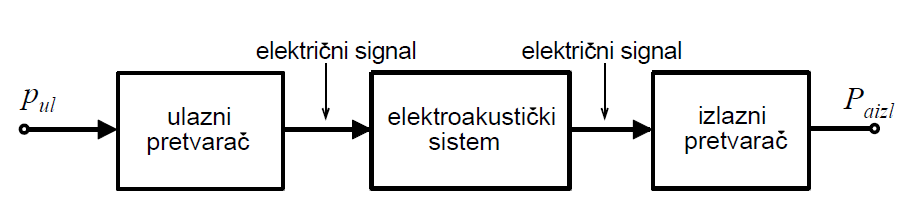 električni signal
električni signal
p_ul
ulazni
pretvarač
elektroakustički
sistem
izlazni
pretvarač
P_aizl